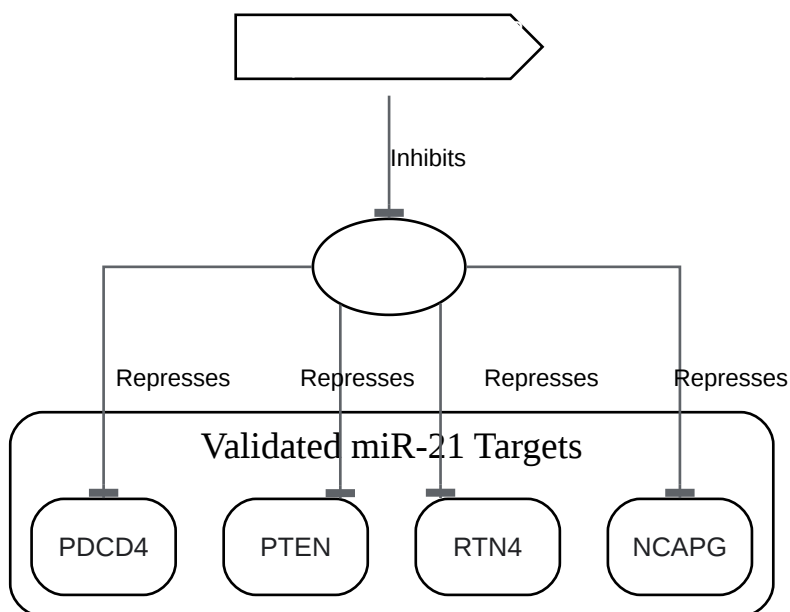 Inhibits
Represses Represses Represses Represses
Validated miR-21 Targets
PDCD4 PTEN RTN4 NCAPG